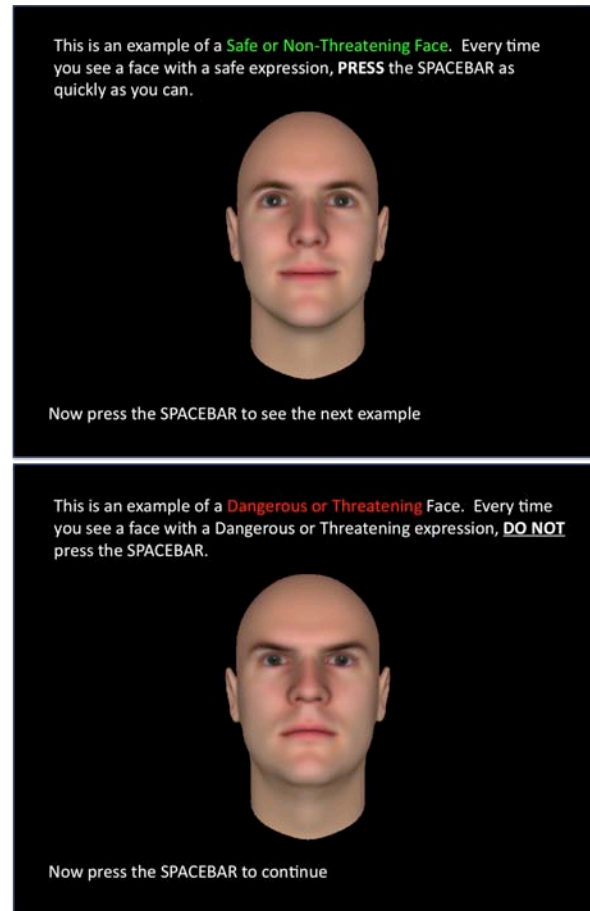 This is an example of a Safe or Non-Threatening Face. Every time
you see a face with a safe expression, PRESS the SPACEBAR as
quickly as you can.
Now press the SPACEBAR to see the next example
This is an example of a Dangerous or Threatening Face. Every time
you see a face with a Dangerous or Threatening expression, DO NOT
press the SPACEBAR.
Now press the SPACEBAR to continue